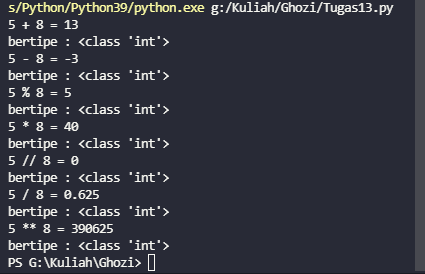 s/Python/Python39/python.exe g:/Kuliah/Ghozi/Tugas13.py
5 + 8 = 13
bertipe : <class 'int'>
5 - 8 = -3
bertipe : <class 'int'>
5 % 8 = 5
bertipe : <class 'int'>
5 * 8 = 40
bertipe : <class 'int'>
5 // 8 = 0
bertipe : <class 'int'>
5 / 8 = 0.625
bertipe : <class 'int'>
5 ** 8 = 390625
bertipe : <class 'int'>
PS G:\Kuliah\Ghozi>